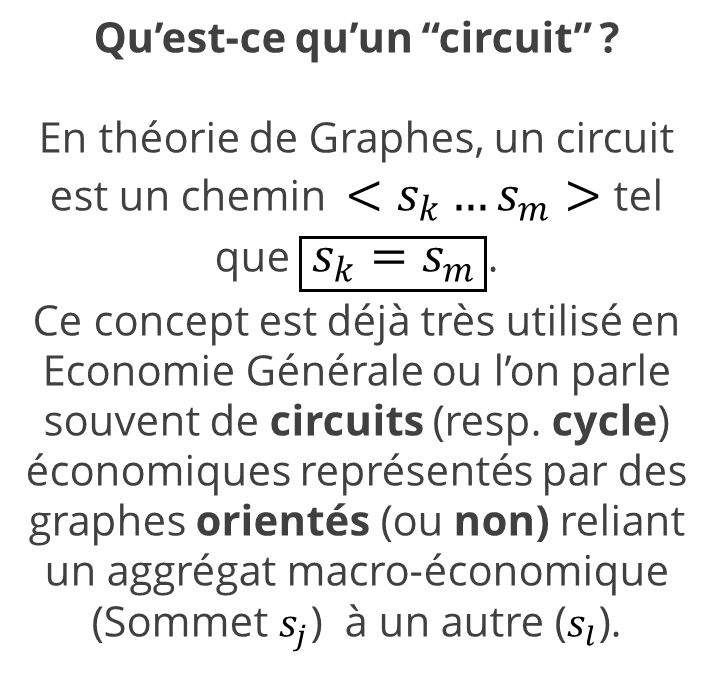 Qu’est-ce qu’un “circuit” ?
En théorie de Graphes, un circuit
est un chemin < s_k … s_m > tel
que s_k = s_m.
Ce concept est déjà très utilisé en
Economie Générale ou l’on parle
souvent de circuits (resp. cycle)
économiques représentés par des
graphes orientés (ou non) reliant
un aggrégat macro-économique
(Sommet s_j) à un autre (s_l).